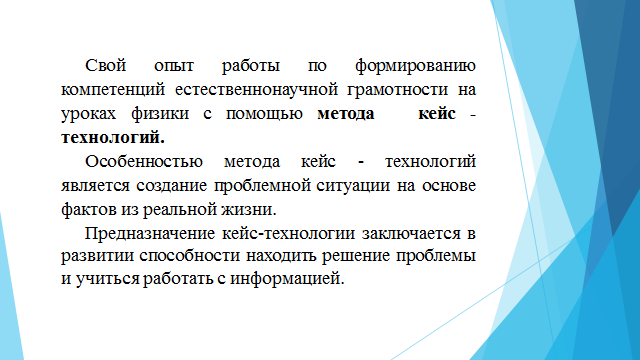 Свой опыт работы по формированию
компетенций естественнонаучной грамотности на
уроках физики с помощью метода кейс -
технологий.
Особенностью метода кейс - технологий
является создание проблемной ситуации на основе
фактов из реальной жизни.
Предназначение кейс-технологии заключается в
развитии способности находить решение проблемы
и учиться работать с информацией.